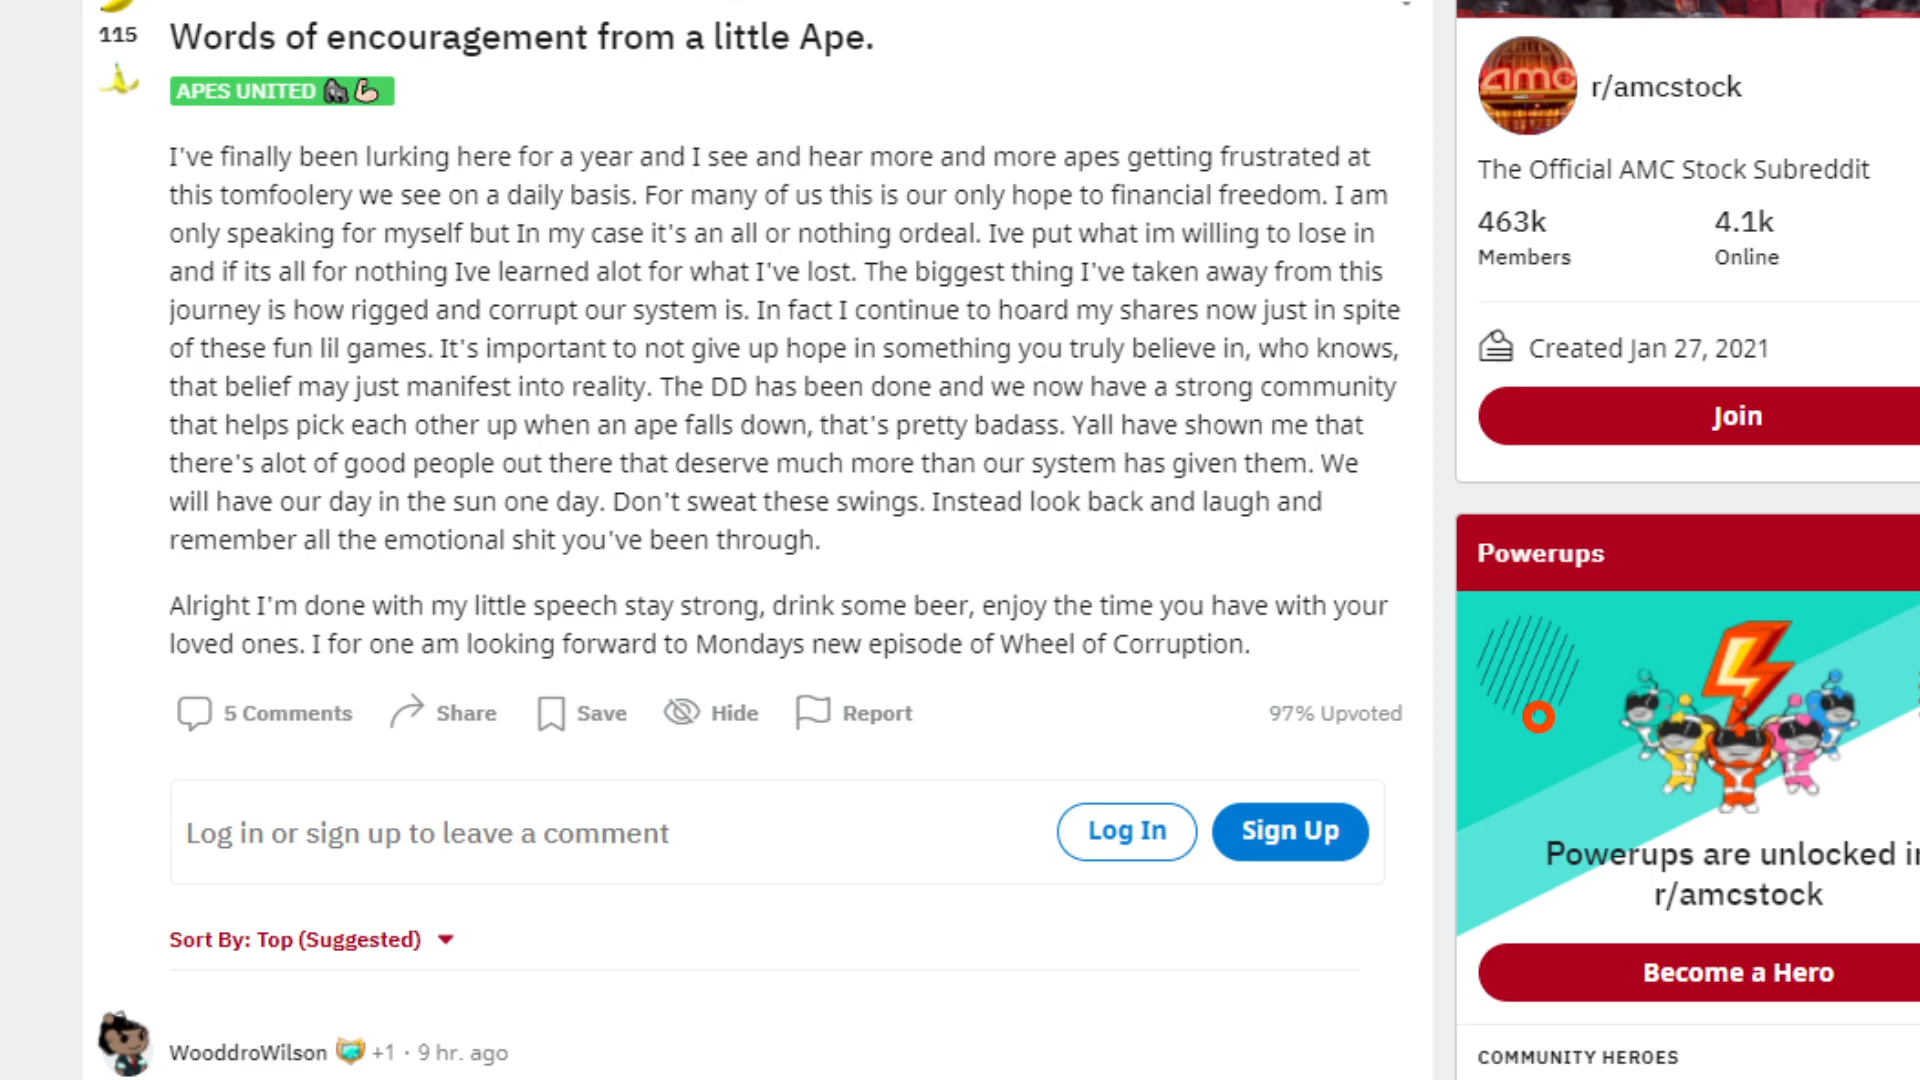 115
Words of encouragement from a little Ape.
APES UNITED
I've finally been lurking here for a year and I see and hear more and more apes getting frustrated at
this tomfoolery we see on a daily basis. For many of us this is our only hope to financial freedom. I am
only speaking for myself but In my case it's an all or nothing ordeal. Ive put what im willing to lose in
and if its all for nothing Ive learned alot for what I've lost. The biggest thing I've taken away from this
journey is how rigged and corrupt our system is. In fact I continue to hoard my shares now just in spite
of these fun lil games. It's important to not give up hope in something you truly believe in, who knows,
that belief may just manifest into reality. The DD has been done and we now have a strong community
that helps pick each other up when an ape falls down, that's pretty badass. Yall have shown me that
there's alot of good people out there that deserve much more than our system has given them. We
will have our day in the sun one day. Don't sweat these swings. Instead look back and laugh and
remember all the emotional shit you've been through.
Alright I'm done with my little speech stay strong, drink some beer, enjoy the time you have with your
loved ones. I for one am looking forward to Mondays new episode of Wheel of Corruption.
5 Comments Share Save Hide Report 97% Upvoted
Log in or sign up to leave a comment Log In Sign Up
Sort By: Top (Suggested)
WooddroWilson +1 · 9 hr. ago
amc
r/amcstock
The Official AMC Stock Subreddit
463k 4.1k
Members Online
Created Jan 27, 2021
Join
Powerups
Powerups are unlocked in
r/amcstock
Become a Hero
COMMUNITY HEROES